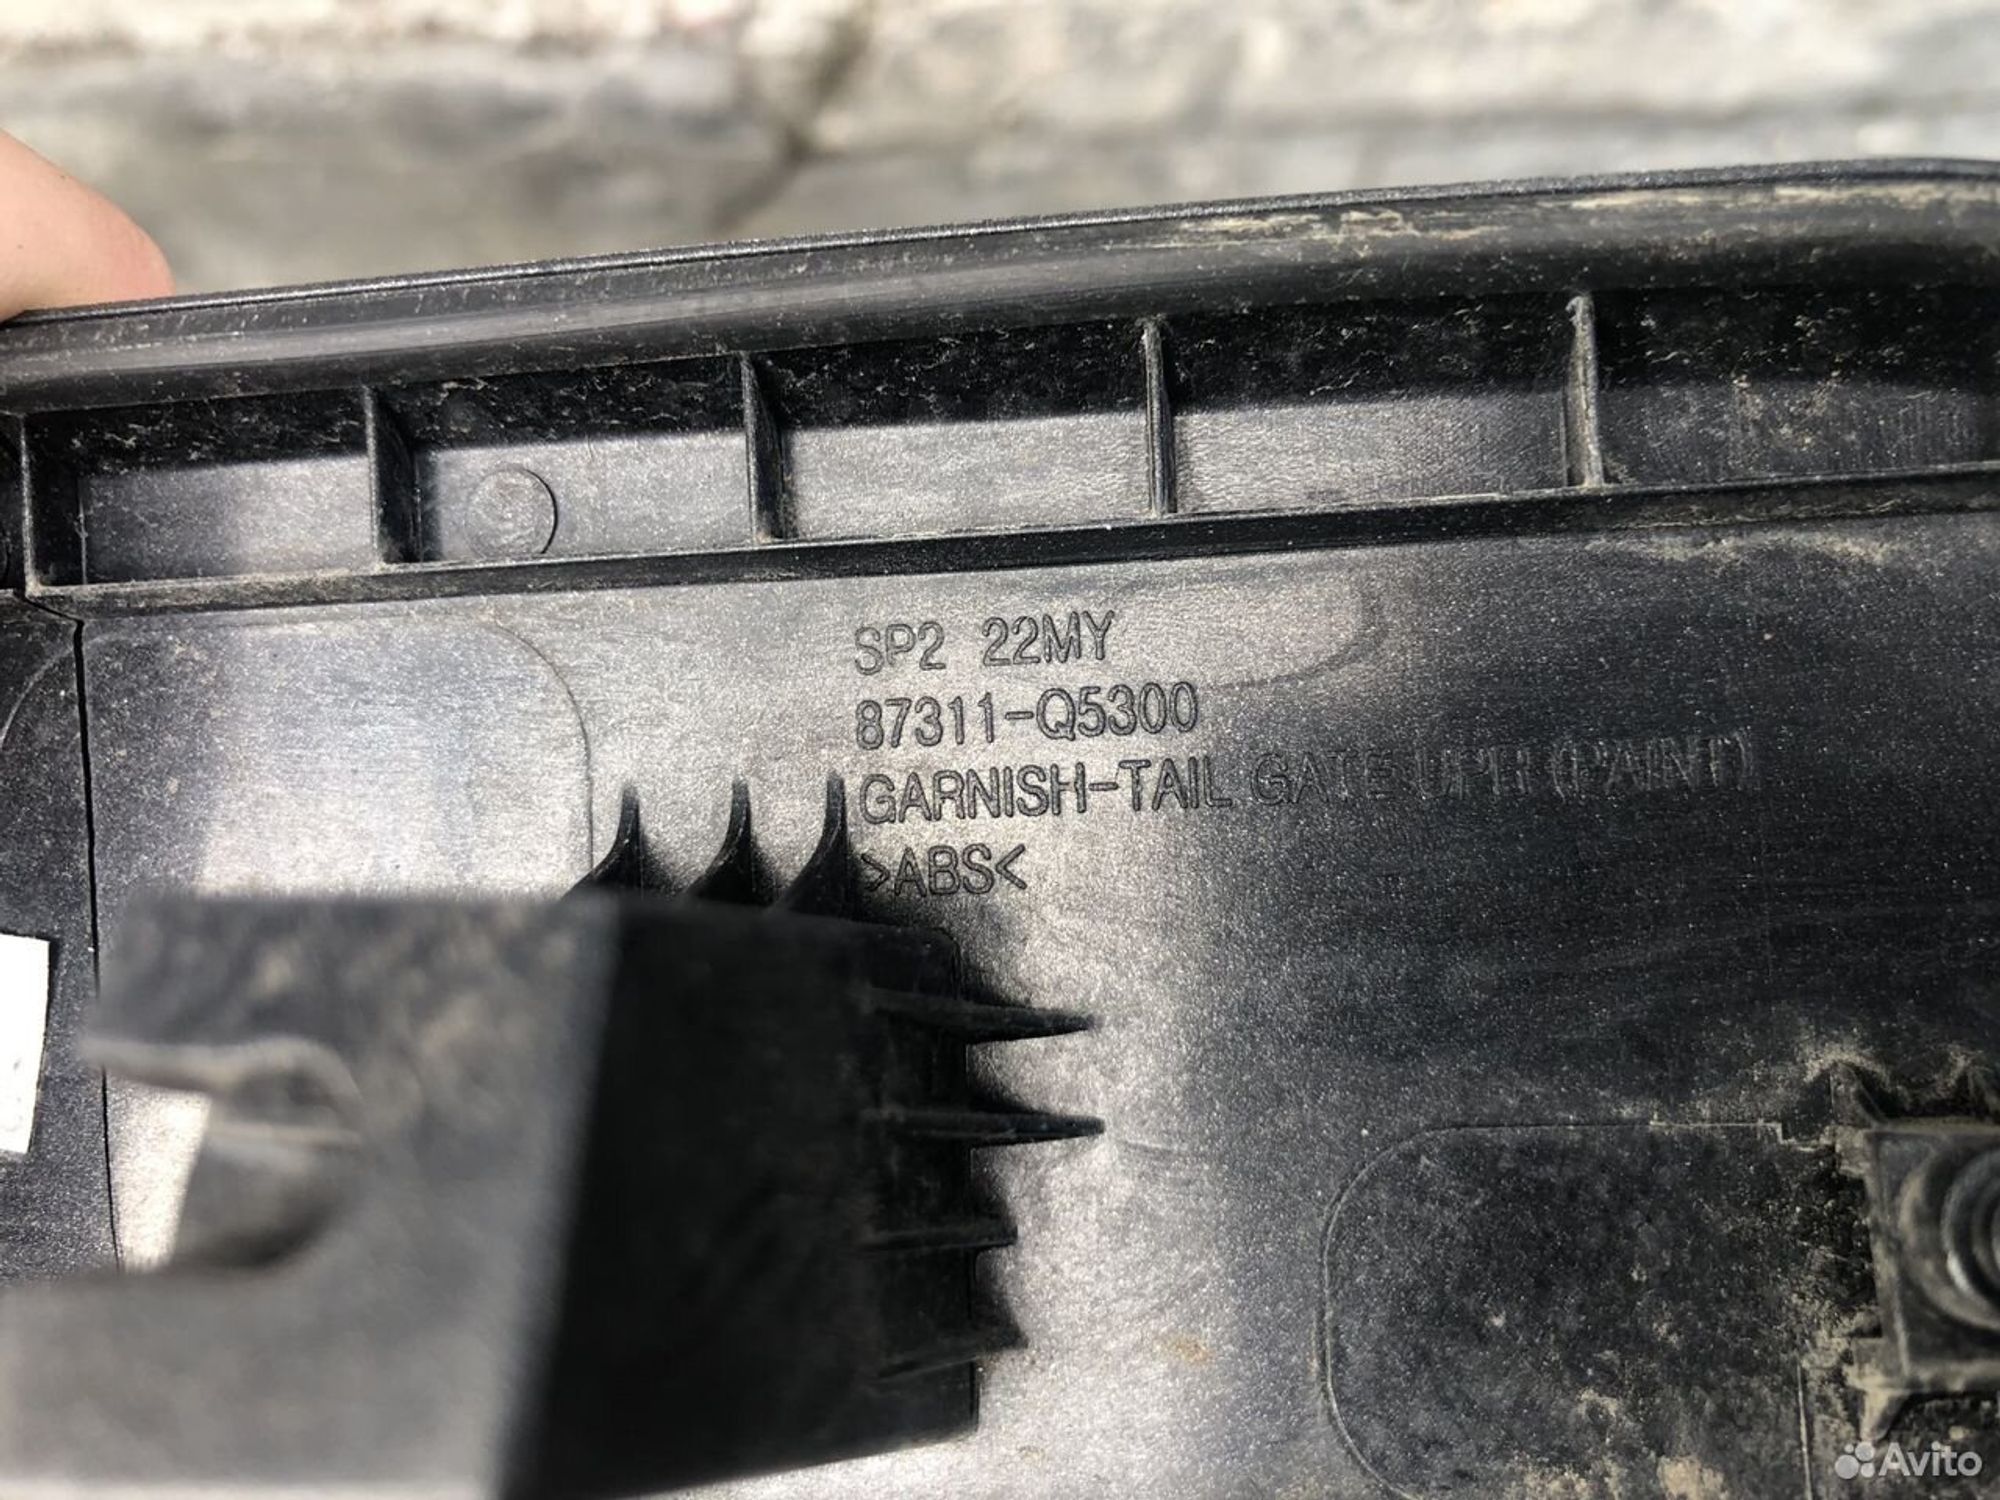 SP2 22MY
87311-Q5300
GARNISH-TAIL GATE UPR (PAINT)
>ABS<
Avito